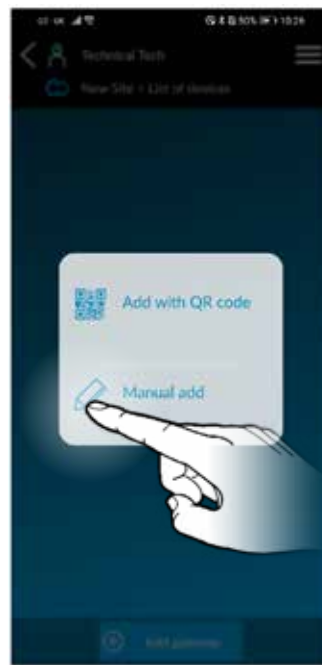 Technical Tech
New Site > List of devices
Add with QR code
Manual add